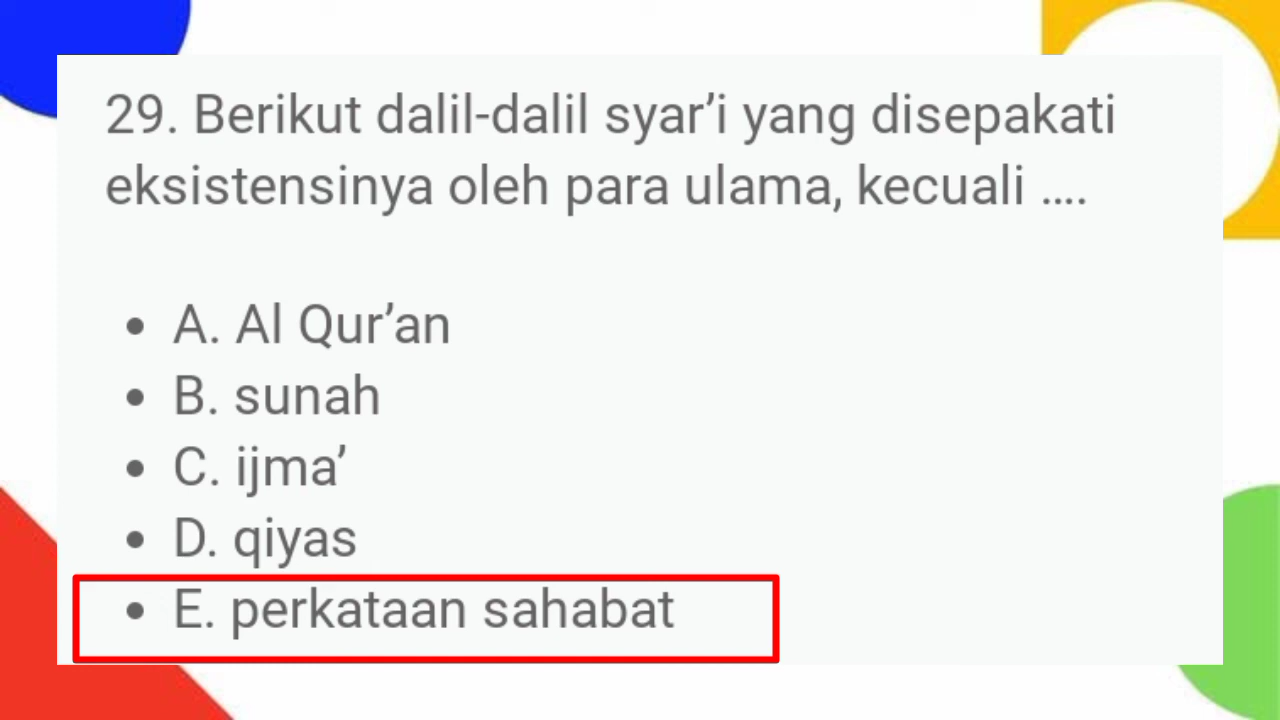 29. Berikut dalil-dalil syar’i yang disepakati
eksistensinya oleh para ulama, kecuali ....
• A. Al Qur’an
• B. sunah
• C. ijma’
• D. qiyas
• E. perkataan sahabat